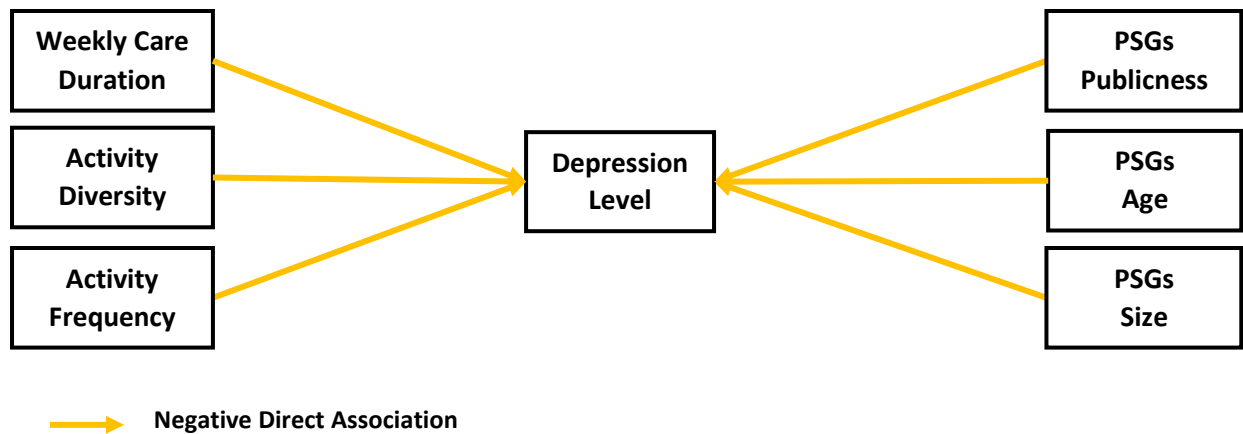 Weekly Care
Duration
Activity
Diversity
Activity
Frequency
Depression
Level
PSGs
Publicness
PSGs
Age
PSGs
Size
Negative Direct Association